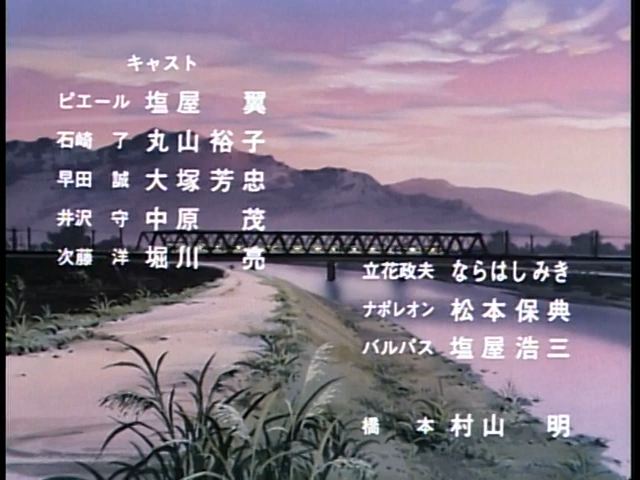 キャスト
ピエール 塩屋 翼
石崎 了 丸山裕子
早田 誠 大塚芳忠
井沢 守 中原 茂
次藤 洋 堀川 亮
立花政夫 ならはしみき
ナポレオン 松本保典
バルバス 塩屋浩三
橋本 村山 明